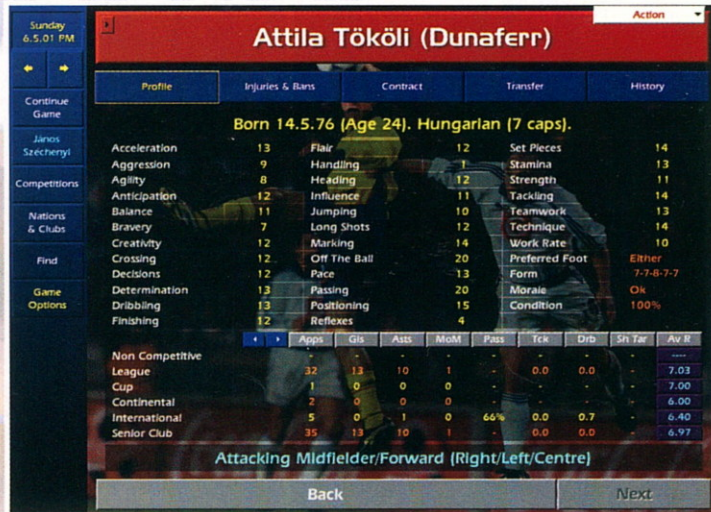 Sunday
6.5.01 PM
Continue
Game
János
Széchenyi
Competitions
Nations
& Clubs
Find
Game
Options
Action
Attila Tököli (Dunaferr)
Profile Injuries & Bans Contract Transfer History
Born 14.5.76 (Age 24). Hungarian (7 caps).
Acceleration 13 Flair 12 Set Pieces 14
Aggression 9 Handling 1 Stamina 13
Agility 8 Heading 12 Strength 11
Anticipation 12 Influence 11 Tackling 14
Balance 11 Jumping 10 Teamwork 13
Bravery 7 Long Shots 12 Technique 14
Creativity 12 Marking 14 Work Rate 10
Crossing 12 Off The Ball 20 Preferred Foot Either
Decisions 12 Pace 13 Form 7-7-8-7-7
Determination 13 Passing 20 Morale Ok
Dribbling 13 Positioning 15 Condition 100%
Finishing 12 Reflexes 4
Apps Gls Asts MoM Pass Tck Drb Sh Tar Av R
Non Competitive - - - - - - - - ----
League 32 13 10 1 - 0.0 0.0 - 7.03
Cup 1 0 0 0 - - - - 7.00
Continental 2 0 0 0 - - - - 6.00
International 5 0 1 0 66% 0.0 0.7 - 6.40
Senior Club 35 13 10 1 - 0.0 0.0 - 6.97
Attacking Midfielder/Forward (Right/Left/Centre)
Back Next